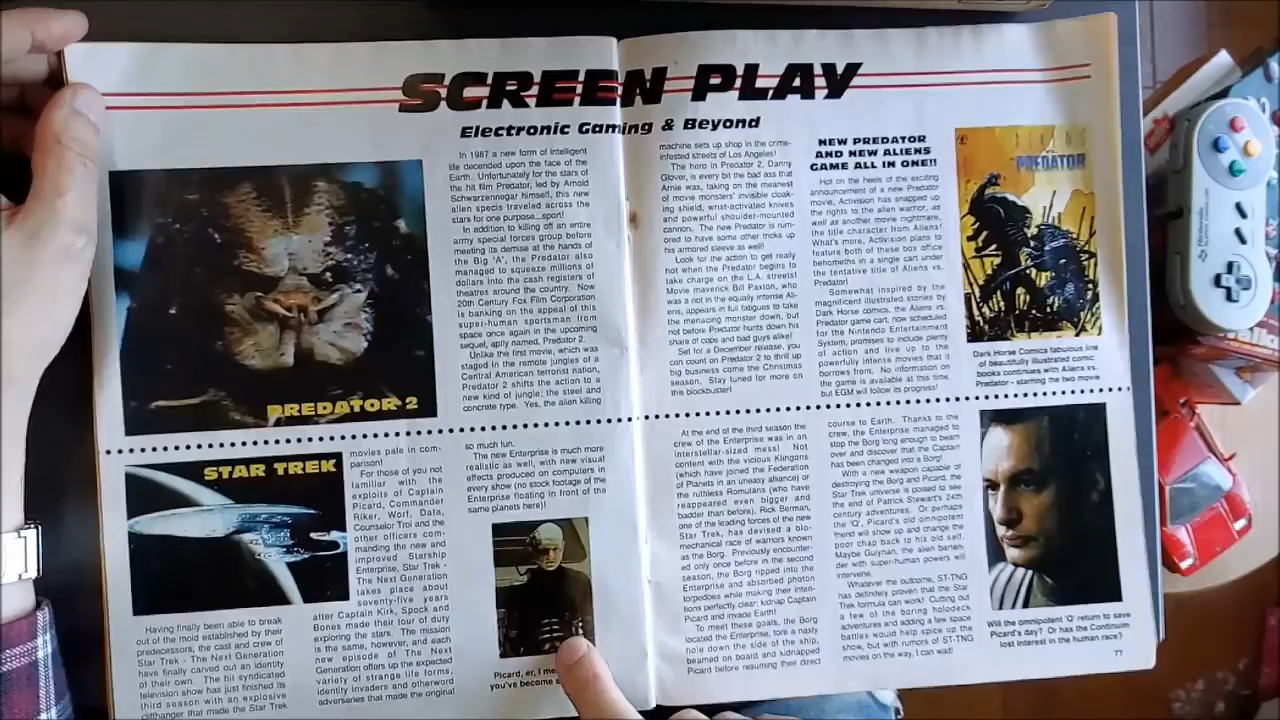 SCREEN PLAY
Electronic Gaming & Beyond
PREDATOR 2
In 1987 a new form of intelligent
life decended upon the face of the
Earth. Unfortunately for the stars of
the hit film Predator, led by Arnold
Schwarzennegar himself, this new
alien specis traveled across the
stars for one purpose...sport!
In addition to killing off an entire
army special forces group before
meeting its demise at the hands of
the Big 'A', the Predator also
managed to squeeze millions of
dollars into the cash registers of
theatres around the country. Now
20th Century Fox Film Corporation
is banking on the appeal of this
super-human sportsman from
space once again in the upcoming
sequel, aptly named, Predator 2.
Unlike the first movie, which was
staged in the remote jungles of a
Central American terrorist nation,
Predator 2 shifts the action to a
new kind of jungle; the steel and
concrete type. Yes, the alien killing
machine sets up shop in the crime-
infested streets of Los Angeles!
The hero in Predator 2, Danny
Glover, is every bit the bad ass that
Arnie was, taking on the meanest
of movie monsters' invisible cloak-
ing shield, wrist-activated knives
and powerful shoulder-mounted
cannon. The new Predator is rum-
ored to have some other tricks up
his armored sleeve as well!
Look for the action to get really
hot when the Predator begins to
take charge on the L.A. streets!
Movie maverick Bill Paxton, who
was a not in the equally intense Ali-
ens, appears in full fatigues to take
the menacing monster down, but
not before Predator hunts down his
share of cops and bad guys alike!
Set for a December release, you
can count on Predator 2 to thrill up
big business come the Christmas
season. Stay tuned for more on
this blockbuster!
NEW PREDATOR
AND NEW ALIENS
GAME ALL IN ONE!!
Hot on the heels of the exciting
announcement of a new Predator
movie, Activision has snapped up
the rights to the alien warrior, as
well as another movie nightmare,
the title character from Aliens!
What's more, Activision plans to
feature both of these box office
behemoths in a single cart under
the tentative title of Aliens vs.
Predator!
Somewhat inspired by the
magnificent illustrated stories by
Dark Horse comics, the Aliens vs.
Predator game cart, now scheduled
for the Nintendo Entertainment
System, promises to include plenty
of action and live up to the
powerfully intense movies that it
borrows from. No information on
the game is available at this time,
but EGM will follow its progress!
ALIENS
PREDATOR
Dark Horse Comics fabulous line
of beautifully illustrated comic
books continues with Aliens vs.
Predator - starring the two movie
STAR TREK
Having finally been able to break
out of the mold established by their
predecessors, the cast and crew of
Star Trek - The Next Generation
have finally carved out an identity
of their own. The hit syndicated
television show has just finished its
third season with an explosive
cliffhanger that made the Star Trek
movies pale in com-
parison!
For those of you not
familiar with the
exploits of Captain
Picard, Commander
Riker, Worf, Data,
Counselor Troi and the
other officers com-
manding the new and
improved Starship
Enterprise, Star Trek -
The Next Generation
takes place about
seventy-five years
after Captain Kirk, Spock and
Bones made their tour of duty
exploring the stars. The mission
is the same, however, and each
new episode of The Next
Generation offers up the expected
variety of strange life forms,
identity invaders and otherword
adversaries that made the original
so much fun.
The new Enterprise is much more
realistic as well, with new visual
effects produced on computers in
every show (no stock footage of the
Enterprise floating in front of the
same planets here)!
Picard, er, I
you've become
At the end of the third season the
crew of the Enterprise was in an
interstellar-sized mess! Not
content with the vicious Klingons
(which have joined the Federation
of Planets in an uneasy alliance) or
the ruthless Romulans (who have
reappeared even bigger and
badder than before), Rick Berman,
one of the leading forces of the new
Star Trek, has devised a bio-
mechanical race of warriors known
as the Borg. Previously encounter-
ed only once before in the second
season, the Borg ripped into the
Enterprise and absorbed photon
torpedoes while making their inten-
tions perfectly clear: kidnap Captain
Picard and invade Earth!
To meet these goals, the Borg
located the Enterprise, tore a nasty
hole down the side of the ship,
beamed on board and kidnapped
Picard before resuming their direct
course to Earth. Thanks to the
crew, the Enterprise managed to
stop the Borg long enough to beam
over and discover that the Captain
has been changed into a Borg!
With a new weapon capable of
destroying the Borg and Picard, the
Star Trek universe is poised to see
the end of Patrick Stewart's 24th
century adventures. Or perhaps
the 'Q', Picard's old omnipotent
friend will show up and change the
poor chap back to his old self.
Maybe Guiynan, the alien barten-
der with super-human powers will
intervene.
Whatever the outcome, ST-TNG
has definitely proven that the Star
Trek formula can work! Cutting out
a few of the boring holodeck
adventures and adding a few space
battles would help spice up the
show, but with rumors of ST-TNG
movies on the way, I can wait!
Will the omnipotent 'Q' return to save
Picard's day? Or has the Continuim
lost interest in the human race?
77
Nintendo